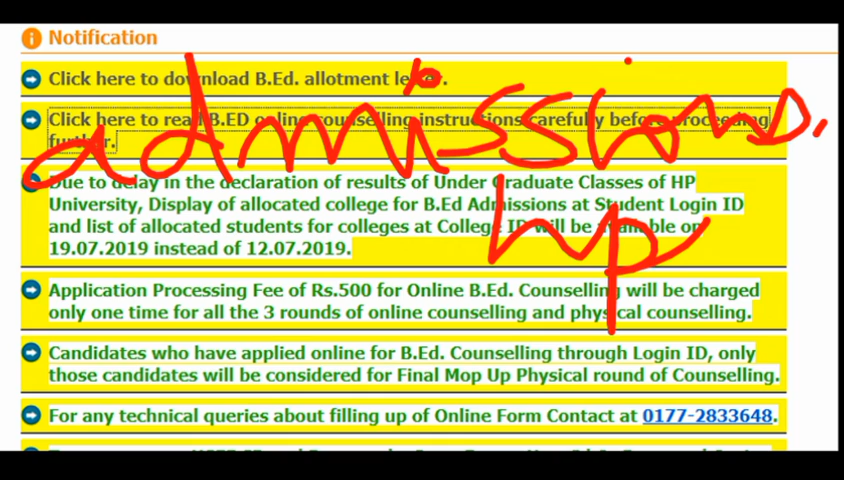 Notification
Click here to download B.Ed. allotment letter.
Click here to read B.ED online counselling instructions carefully before proceeding
further.
Due to delay in the declaration of results of Under Graduate Classes of HP
University, Display of allocated college for B.Ed Admissions at Student Login ID
and list of allocated students for colleges at College ID will be available on
19.07.2019 instead of 12.07.2019.
Application Processing Fee of Rs.500 for Online B.Ed. Counselling will be charged
only one time for all the 3 rounds of online counselling and physical counselling.
Candidates who have applied online for B.Ed. Counselling through Login ID, only
those candidates will be considered for Final Mop Up Physical round of Counselling.
For any technical queries about filling up of Online Form Contact at 0177-2833648.
admissions,
hp